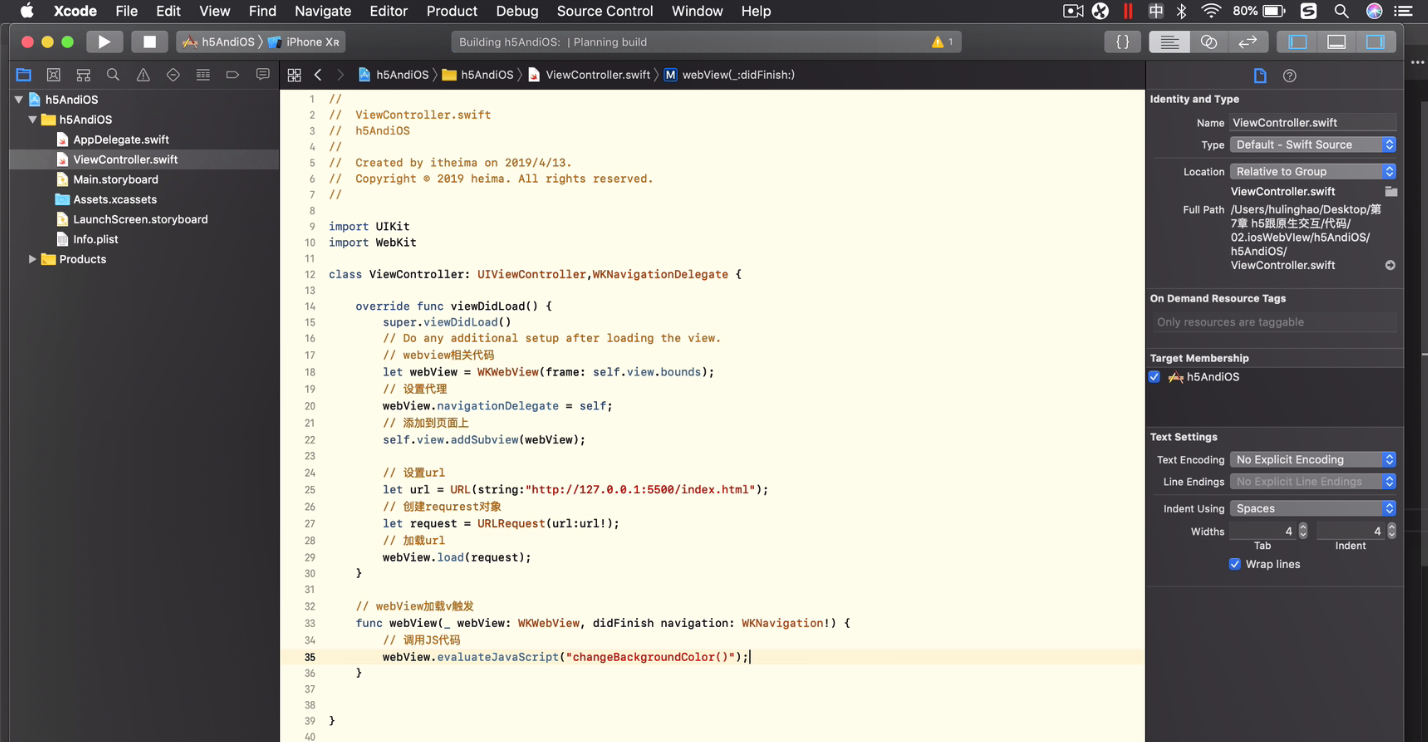 Xcode File Edit View Find Navigate Editor Product Debug Source Control Window Help 中 80% S
h5AndiOS iPhone XR Building h5AndiOS: | Planning build 1 {}
h5AndiOS h5AndiOS ViewController.swift M webView(_:didFinish:)
h5AndiOS
h5AndiOS
AppDelegate.swift
ViewController.swift
Main.storyboard
Assets.xcassets
LaunchScreen.storyboard
Info.plist
Products
1 //
2 // ViewController.swift
3 // h5AndiOS
4 //
5 // Created by itheima on 2019/4/13.
6 // Copyright © 2019 heima. All rights reserved.
7 //
8
9 import UIKit
10 import WebKit
11
12 class ViewController: UIViewController,WKNavigationDelegate {
13
14 override func viewDidLoad() {
15 super.viewDidLoad()
16 // Do any additional setup after loading the view.
17 // webview相关代码
18 let webView = WKWebView(frame: self.view.bounds);
19 // 设置代理
20 webView.navigationDelegate = self;
21 // 添加到页面上
22 self.view.addSubview(webView);
23
24 // 设置url
25 let url = URL(string:"http://127.0.0.1:5500/index.html");
26 // 创建requrest对象
27 let request = URLRequest(url:url!);
28 // 加载url
29 webView.load(request);
30 }
31
32 // webView加载v触发
33 func webView(_ webView: WKWebView, didFinish navigation: WKNavigation!) {
34 // 调用JS代码
35 webView.evaluateJavaScript("changeBackgroundColor()");
36 }
37
38
39 }
40
Identity and Type
Name ViewController.swift
Type Default - Swift Source
Location Relative to Group
ViewController.swift
Full Path /Users/hulinghao/Desktop/第
7章 h5跟原生交互/代码/
02.iosWebVIew/h5AndiOS/
h5AndiOS/
ViewController.swift
On Demand Resource Tags
Only resources are taggable
Target Membership
h5AndiOS
Text Settings
Text Encoding No Explicit Encoding
Line Endings No Explicit Line Endings
Indent Using Spaces
Widths 4 4
Tab Indent
Wrap lines